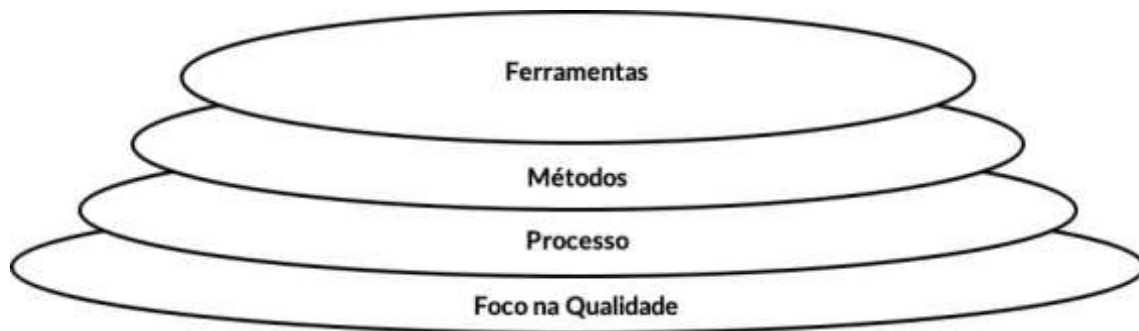 Ferramentas
Métodos
Processo
Foco na Qualidade